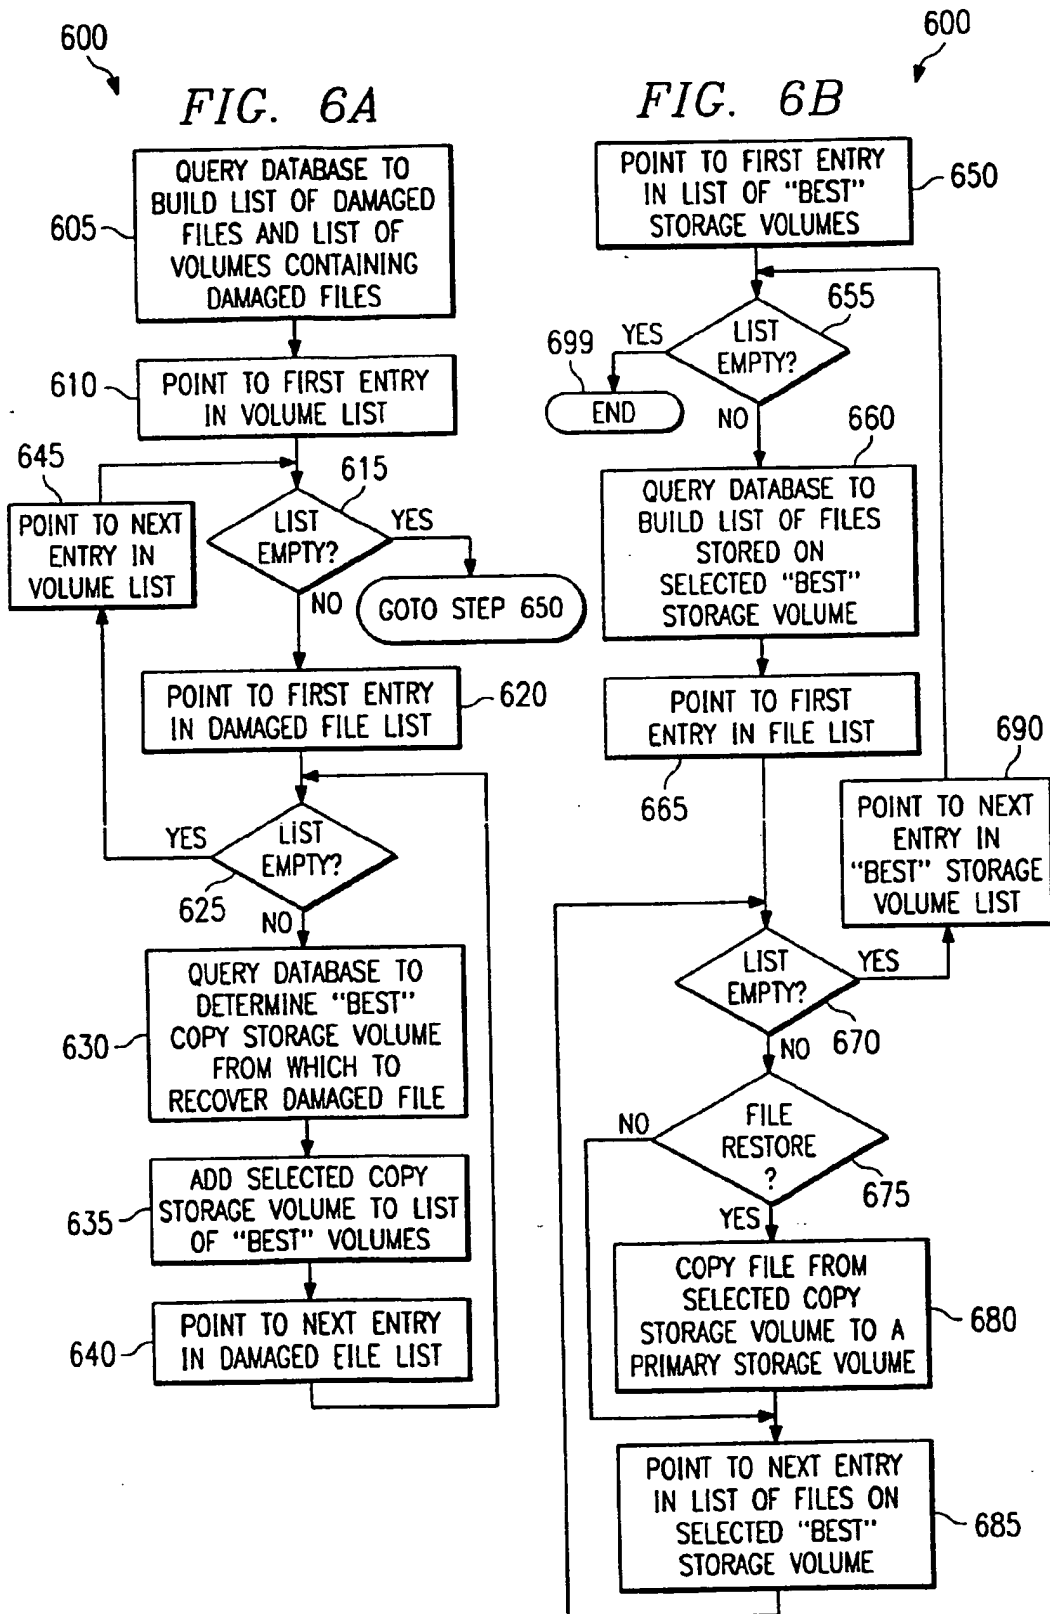 600
FIG. 6A
605
QUERY DATABASE TO
BUILD LIST OF DAMAGED
FILES AND LIST OF
VOLUMES CONTAINING
DAMAGED FILES
610
POINT TO FIRST ENTRY
IN VOLUME LIST
645
POINT TO NEXT
ENTRY IN
VOLUME LIST
615
LIST
EMPTY?
YES
GOTO STEP 650
NO
POINT TO FIRST ENTRY
IN DAMAGED FILE LIST
620
YES
LIST
EMPTY?
625
NO
630
QUERY DATABASE TO
DETERMINE "BEST"
COPY STORAGE VOLUME
FROM WHICH TO
RECOVER DAMAGED FILE
635
ADD SELECTED COPY
STORAGE VOLUME TO LIST
OF "BEST" VOLUMES
640
POINT TO NEXT ENTRY
IN DAMAGED FILE LIST
600
FIG. 6B
POINT TO FIRST ENTRY
IN LIST OF "BEST"
STORAGE VOLUMES
650
655
LIST
EMPTY?
YES
699
END
NO
660
QUERY DATABASE TO
BUILD LIST OF FILES
STORED ON
SELECTED "BEST"
STORAGE VOLUME
POINT TO FIRST
ENTRY IN FILE LIST
665
690
POINT TO NEXT
ENTRY IN
"BEST" STORAGE
VOLUME LIST
LIST
EMPTY?
YES
670
NO
FILE
RESTORE
?
NO
675
YES
COPY FILE FROM
SELECTED COPY
STORAGE VOLUME TO A
PRIMARY STORAGE VOLUME
680
POINT TO NEXT ENTRY
IN LIST OF FILES ON
SELECTED "BEST"
STORAGE VOLUME
685